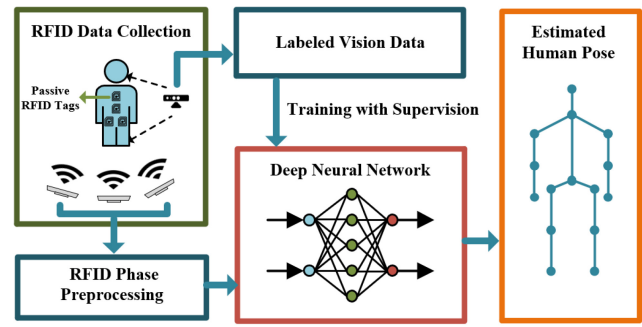 RFID Data Collection
Passive
RFID Tags
Labeled Vision Data
Training with Supervision
Deep Neural Network
RFID Phase
Preprocessing
Estimated
Human Pose